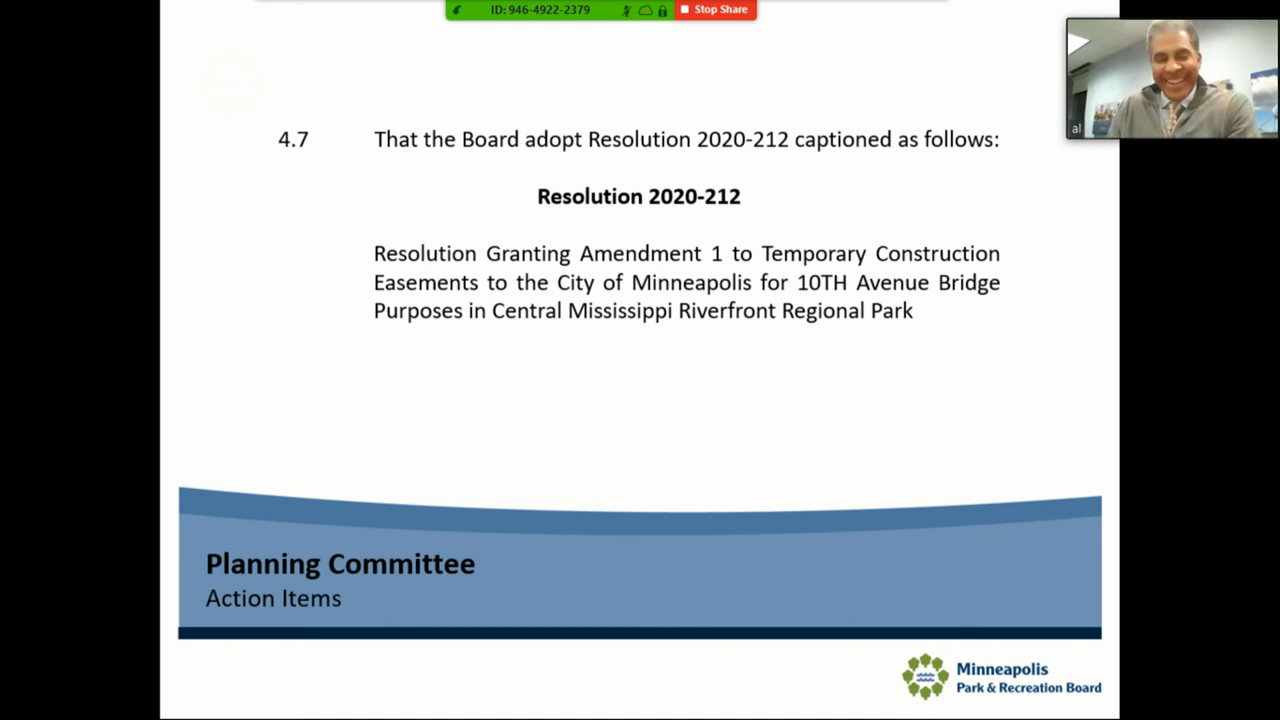 ID: 946-4922-2379
Stop Share
al
4.7 That the Board adopt Resolution 2020-212 captioned as follows:
Resolution 2020-212
Resolution Granting Amendment 1 to Temporary Construction
Easements to the City of Minneapolis for 10TH Avenue Bridge
Purposes in Central Mississippi Riverfront Regional Park
Planning Committee
Action Items
Minneapolis
Park & Recreation Board